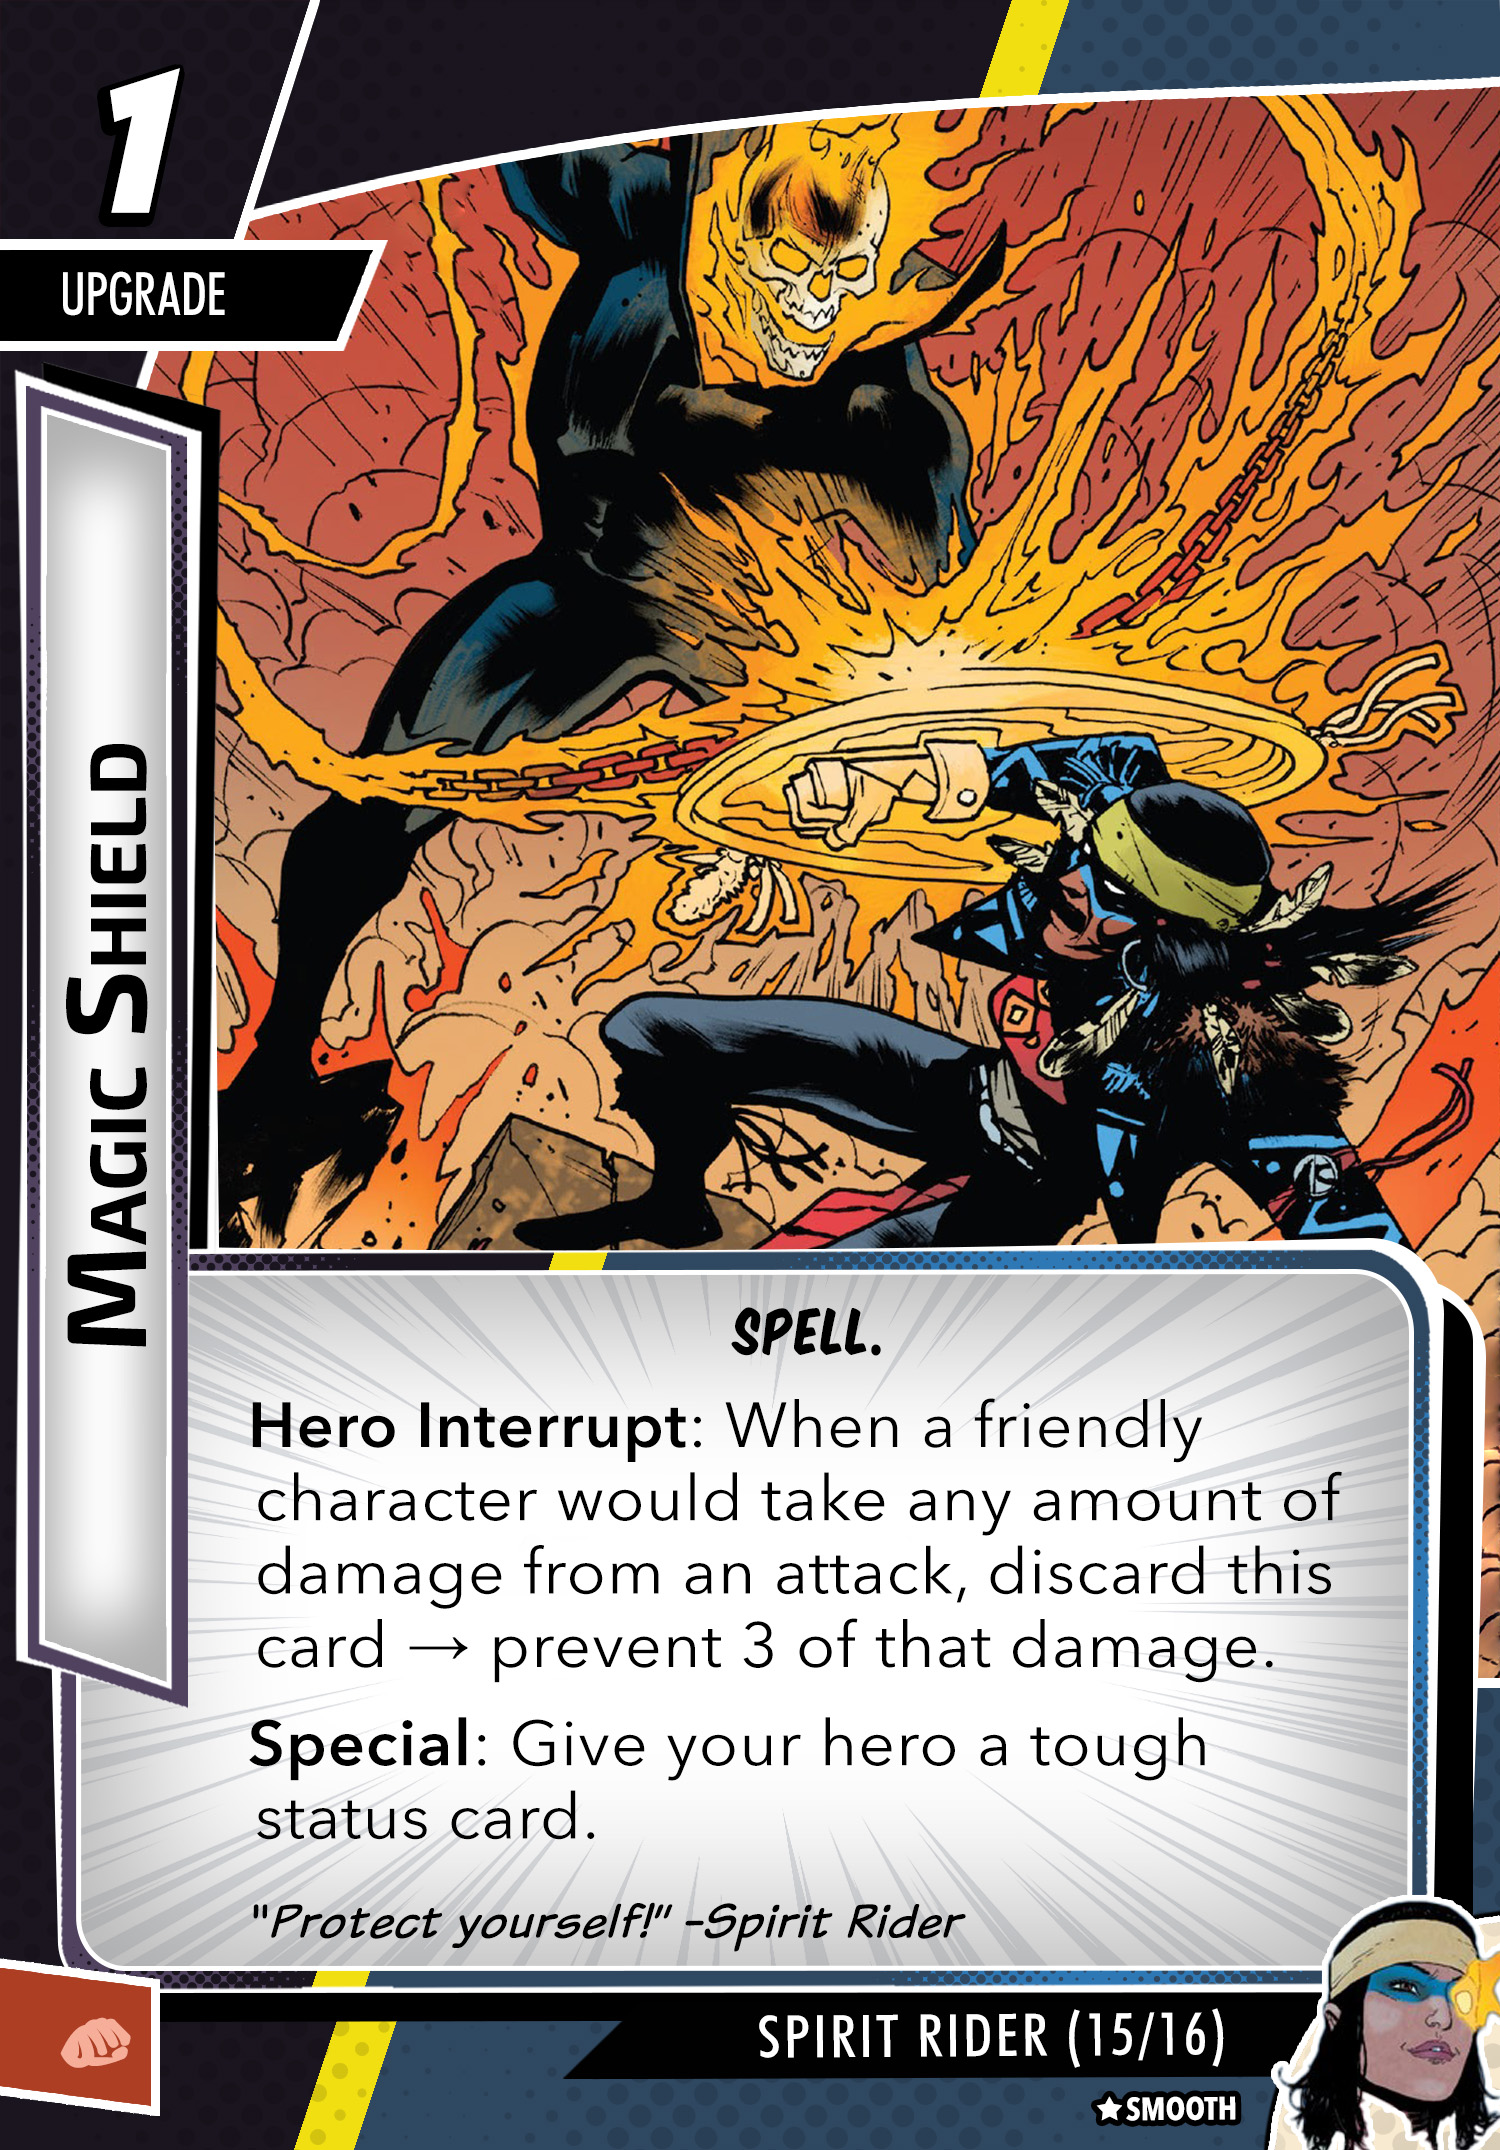 1
UPGRADE
MAGIC SHIELD
SPELL.
Hero Interrupt: When a friendly
character would take any amount of
damage from an attack, discard this
card → prevent 3 of that damage.
Special: Give your hero a tough
status card.
"Protect yourself!" -Spirit Rider
SPIRIT RIDER (15/16)
★SMOOTH